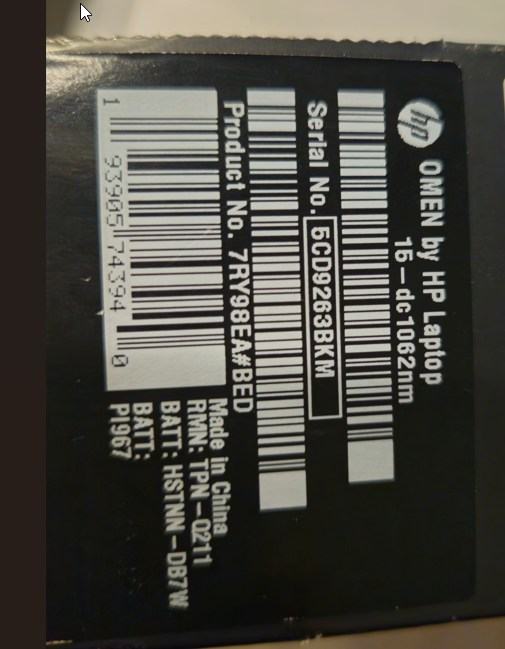 hp
OMEN by HP Laptop
15-dc1062nm
Serial No. 5CD9263BKM
Product No. 7RY98EA#BED
1 93905 74394 0
Made in China
RMN: TPN-Q211
BATT: HSTNN-DB7W
BATT:
P967